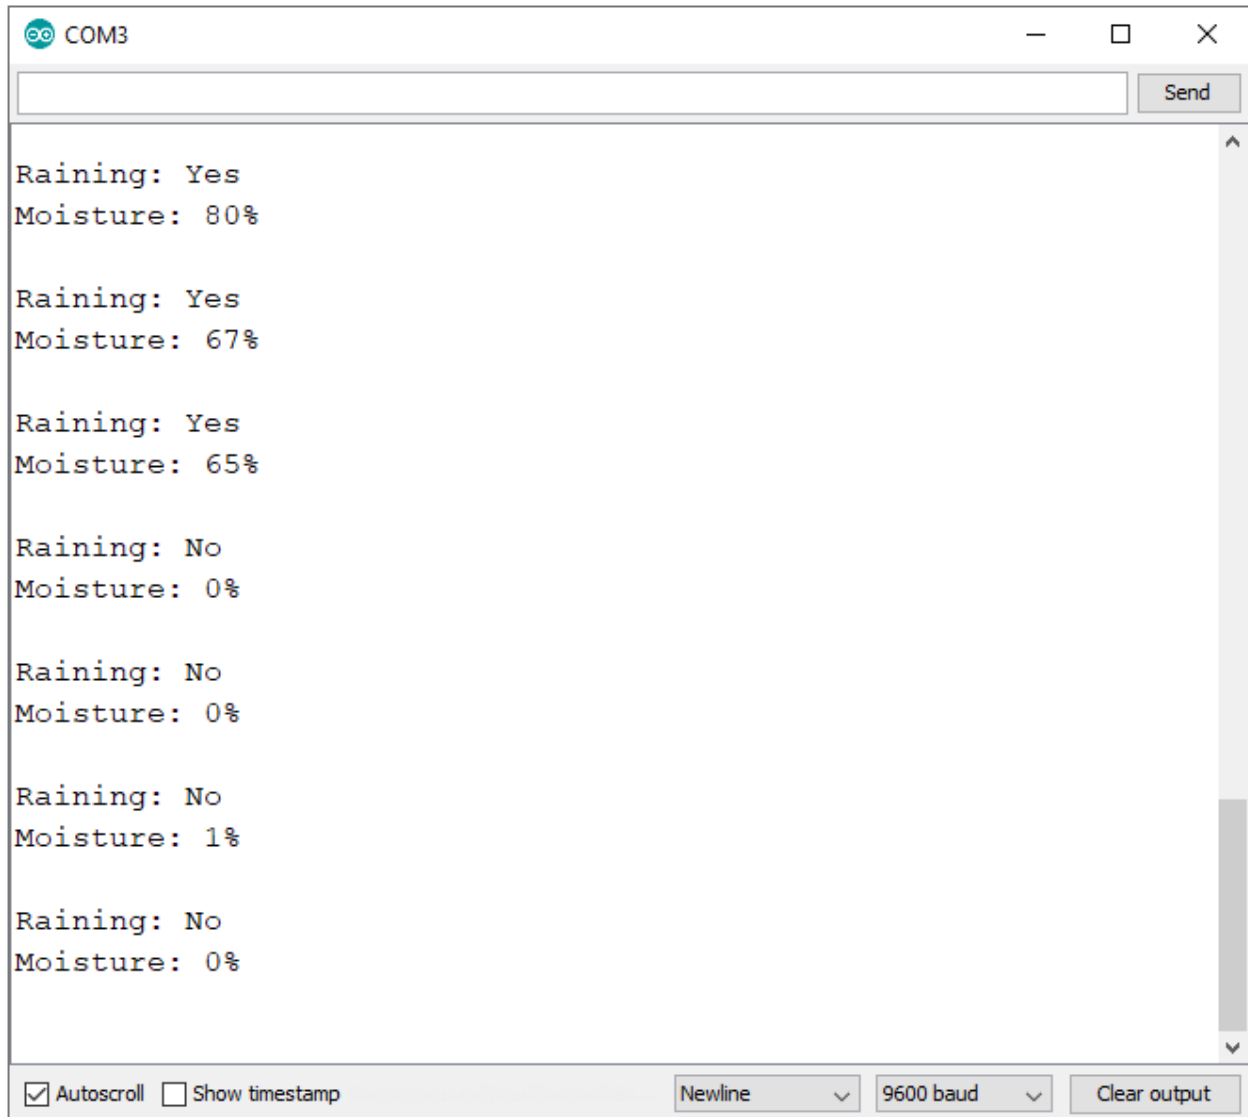 COM3
Send
Raining: Yes
Moisture: 80%
Raining: Yes
Moisture: 67%
Raining: Yes
Moisture: 65%
Raining: No
Moisture: 0%
Raining: No
Moisture: 0%
Raining: No
Moisture: 1%
Raining: No
Moisture: 0%
Autoscroll Show timestamp Newline 9600 baud Clear output